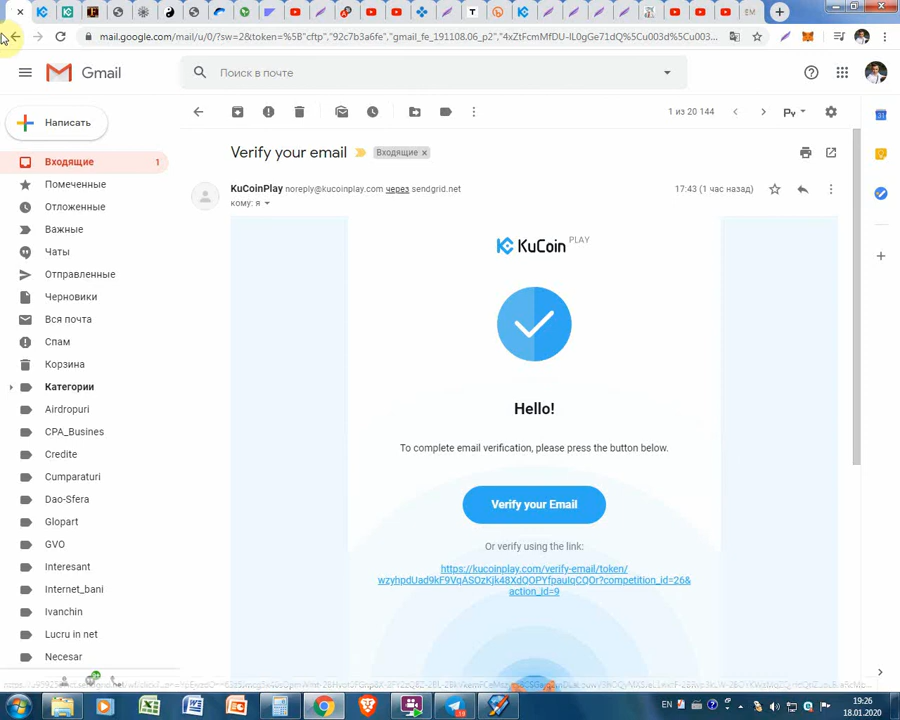 EM
mail.google.com/mail/u/0/?sw=2&token=%5B"cftp","92c7b3a6fe","gmail_fe_191108.06_p2","4xZtFcmMfDU-IL0gGe71dQ%5Cu003d%5Cu003...
Gmail
Поиск в почте
Написать
1 из 20 144
Ру
Входящие 1
Помеченные
Отложенные
Важные
Чаты
Отправленные
Черновики
Вся почта
Спам
Корзина
Категории
Airdropuri
CPA_Busines
Credite
Cumparaturi
Dao-Sfera
Glopart
GVO
Interesant
Internet_bani
Ivanchin
Lucru in net
Necesar
Verify your email
Входящие ×
KuCoinPlay noreply@kucoinplay.com через sendgrid.net
17:43 (1 час назад)
кому: я
KuCoin PLAY
Hello!
To complete email verification, please press the button below.
Verify your Email
Or verify using the link:
https://kucoinplay.com/verify-email/token/
wzyhpdUad9kF9VqASOzKjk48XdQOPYfpauIqCQOr?competition_id=26&
action_id=9
EN
19:26
18.01.2020